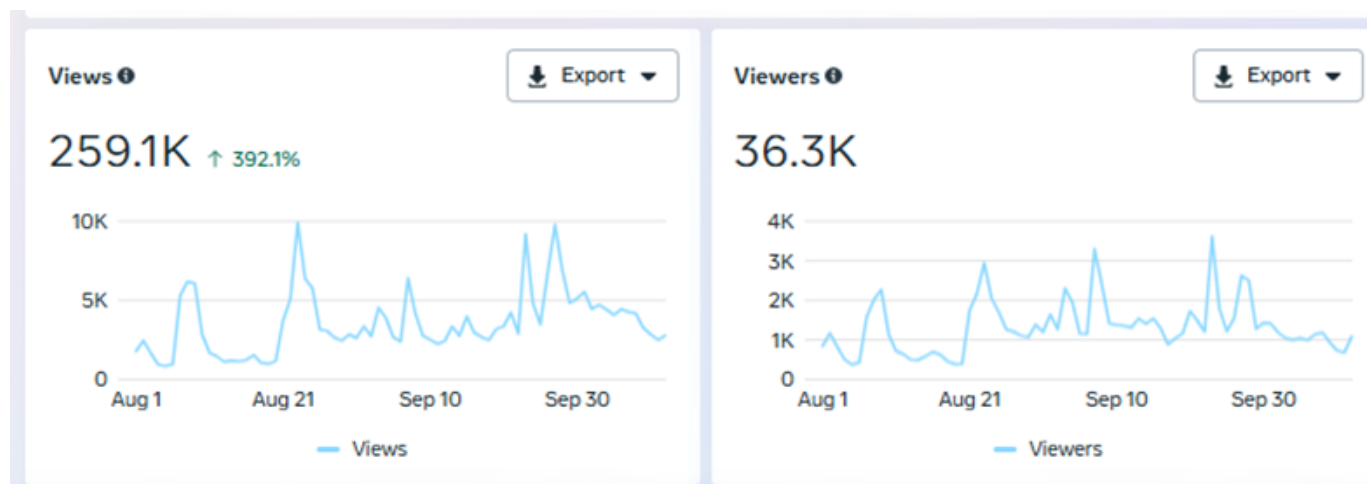 Views
Export
259.1K ↑ 392.1%
10K
5K
0
Aug 1 Aug 21 Sep 10 Sep 30
Views
Viewers
Export
36.3K
4K
3K
2K
1K
0
Aug 1 Aug 21 Sep 10 Sep 30
Viewers